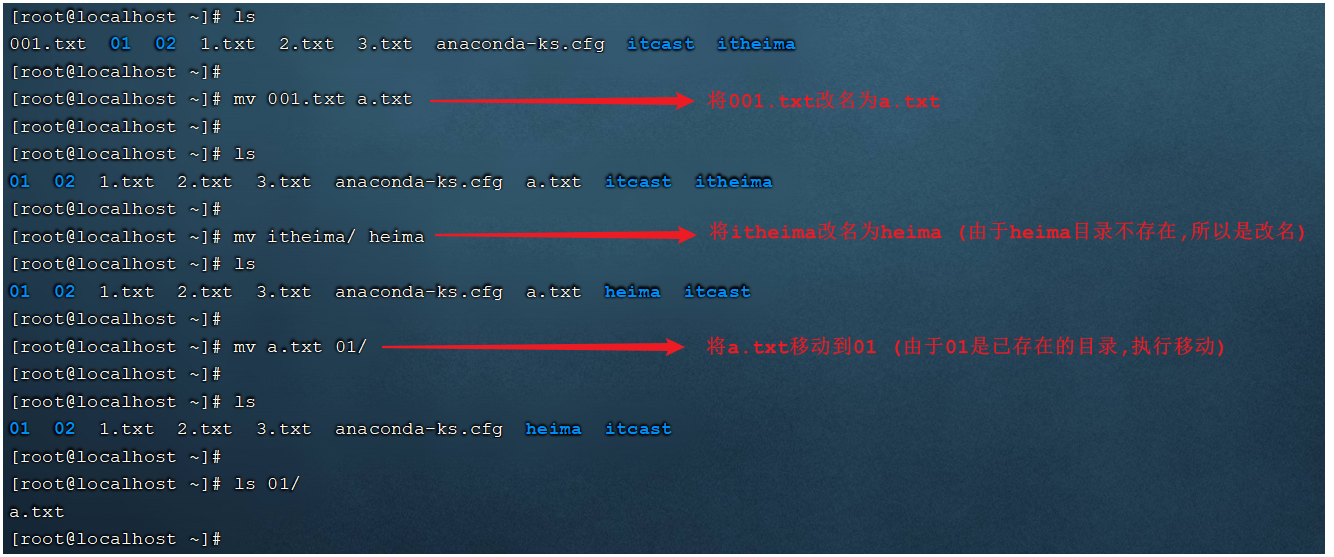 [root@localhost ~]# ls
001.txt 01 02 1.txt 2.txt 3.txt anaconda-ks.cfg itcast itheima
[root@localhost ~]#
[root@localhost ~]# mv 001.txt a.txt 将001.txt改名为a.txt
[root@localhost ~]#
[root@localhost ~]# ls
01 02 1.txt 2.txt 3.txt anaconda-ks.cfg a.txt itcast itheima
[root@localhost ~]#
[root@localhost ~]# mv itheima/ heima 将itheima改名为heima (由于heima目录不存在,所以是改名)
[root@localhost ~]# ls
01 02 1.txt 2.txt 3.txt anaconda-ks.cfg a.txt heima itcast
[root@localhost ~]#
[root@localhost ~]# mv a.txt 01/ 将a.txt移动到01 (由于01是已存在的目录,执行移动)
[root@localhost ~]#
[root@localhost ~]# ls
01 02 1.txt 2.txt 3.txt anaconda-ks.cfg heima itcast
[root@localhost ~]#
[root@localhost ~]# ls 01/
a.txt
[root@localhost ~]#